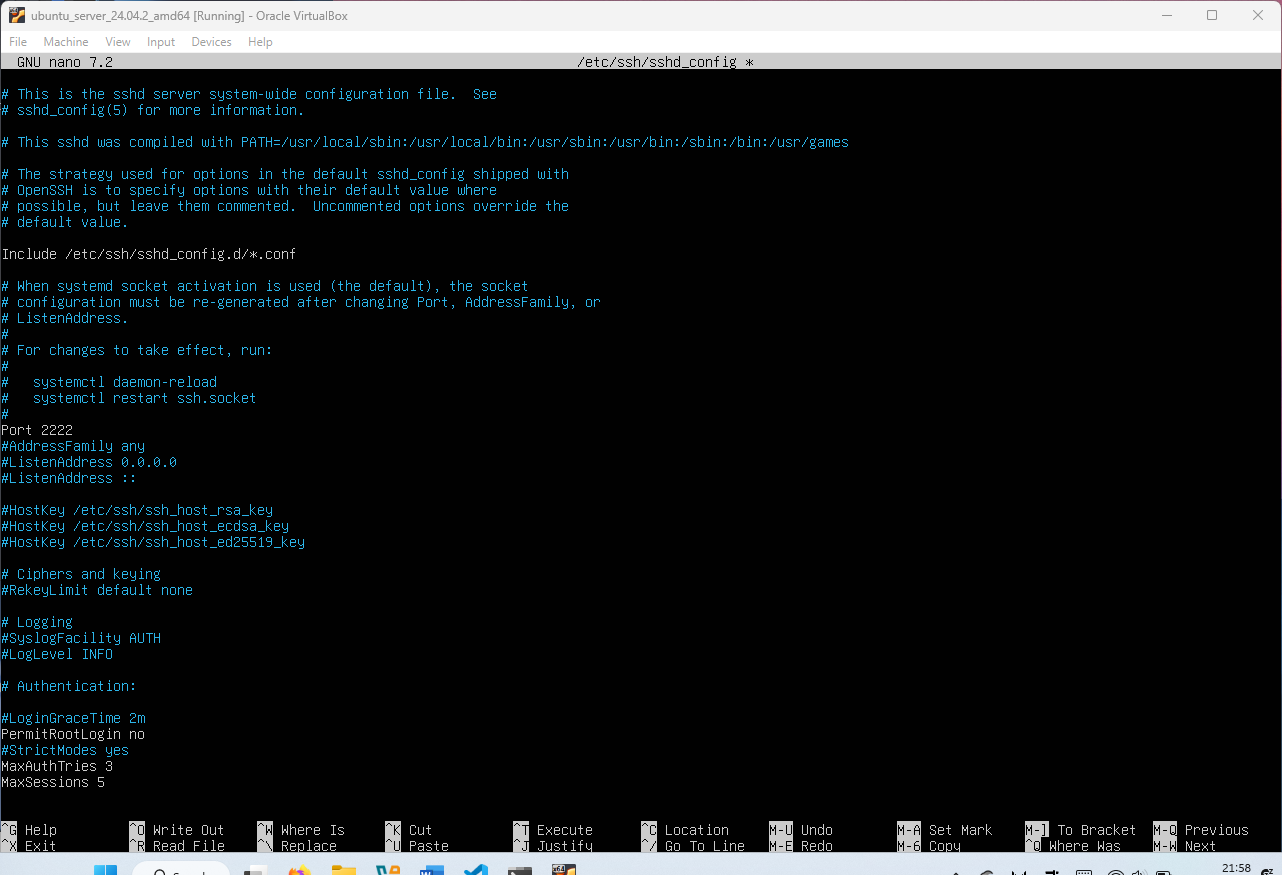 ubuntu_server_24.04.2_amd64 [Running] - Oracle VirtualBox
File Machine View Input Devices Help
GNU nano 7.2 /etc/ssh/sshd_config *
# This is the sshd server system-wide configuration file.  See
# sshd_config(5) for more information.
# This sshd was compiled with PATH=/usr/local/sbin:/usr/local/bin:/usr/sbin:/usr/bin:/sbin:/bin:/usr/games
# The strategy used for options in the default sshd_config shipped with
# OpenSSH is to specify options with their default value where
# possible, but leave them commented.  Uncommented options override the
# default value.
Include /etc/ssh/sshd_config.d/*.conf
# When systemd socket activation is used (the default), the socket
# configuration must be re-generated after changing Port, AddressFamily, or
# ListenAddress.
#
# For changes to take effect, run:
#
#   systemctl daemon-reload
#   systemctl restart ssh.socket
#
Port 2222
#AddressFamily any
#ListenAddress 0.0.0.0
#ListenAddress ::
#HostKey /etc/ssh/ssh_host_rsa_key
#HostKey /etc/ssh/ssh_host_ecdsa_key
#HostKey /etc/ssh/ssh_host_ed25519_key
# Ciphers and keying
#RekeyLimit default none
# Logging
#SyslogFacility AUTH
#LogLevel INFO
# Authentication:
#LoginGraceTime 2m
PermitRootLogin no
#StrictModes yes
MaxAuthTries 3
MaxSessions 5
^G Help ^O Write Out ^W Where Is ^K Cut ^T Execute ^C Location M-U Undo M-A Set Mark M-] To Bracket M-Q Previous
^X Exit ^R Read File ^\ Replace ^U Paste ^J Justify ^/ Go To Line M-E Redo M-6 Copy ^Q Where Was M-W Next
21:58